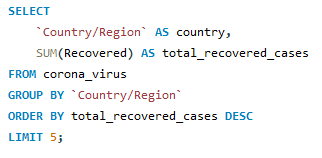 SELECT
`Country/Region` AS country,
SUM(Recovered) AS total_recovered_cases
FROM corona_virus
GROUP BY `Country/Region`
ORDER BY total_recovered_cases DESC
LIMIT 5;